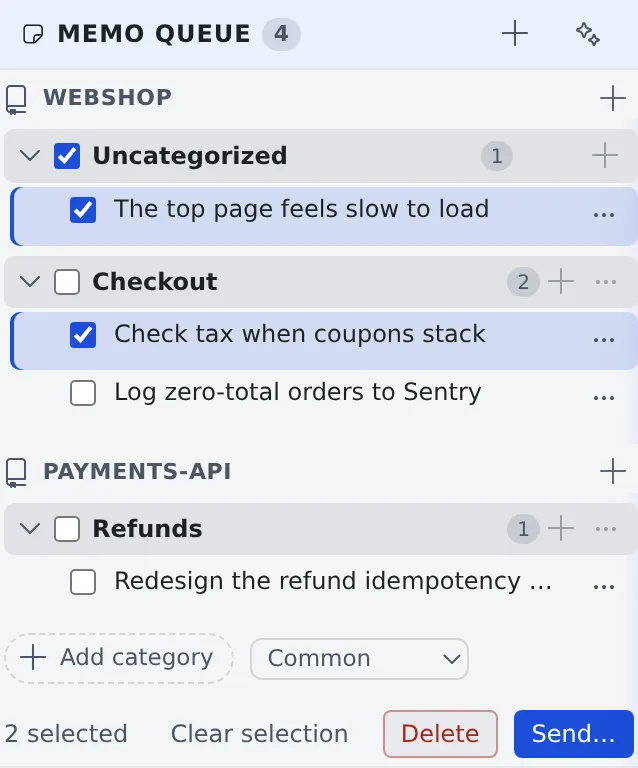 MEMO QUEUE 4
WEBSHOP
Uncategorized 1
The top page feels slow to load
Checkout 2
Check tax when coupons stack
Log zero-total orders to Sentry
PAYMENTS-API
Refunds 1
Redesign the refund idempotency ...
Add category Common
2 selected Clear selection Delete Send...